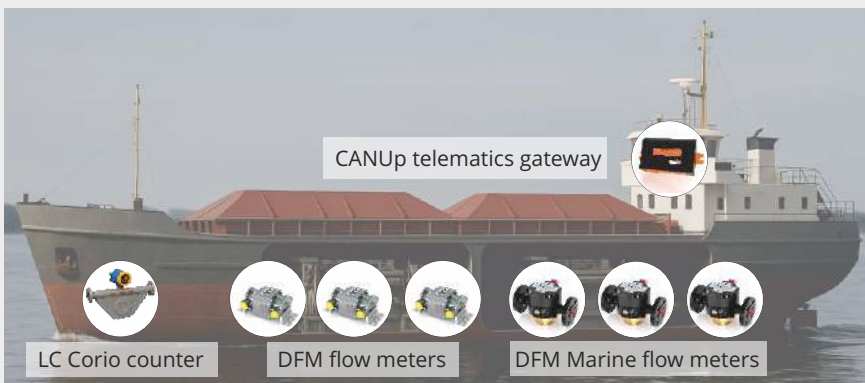 CANUp telematics gateway
LC Corio counter
DFM flow meters
DFM Marine flow meters